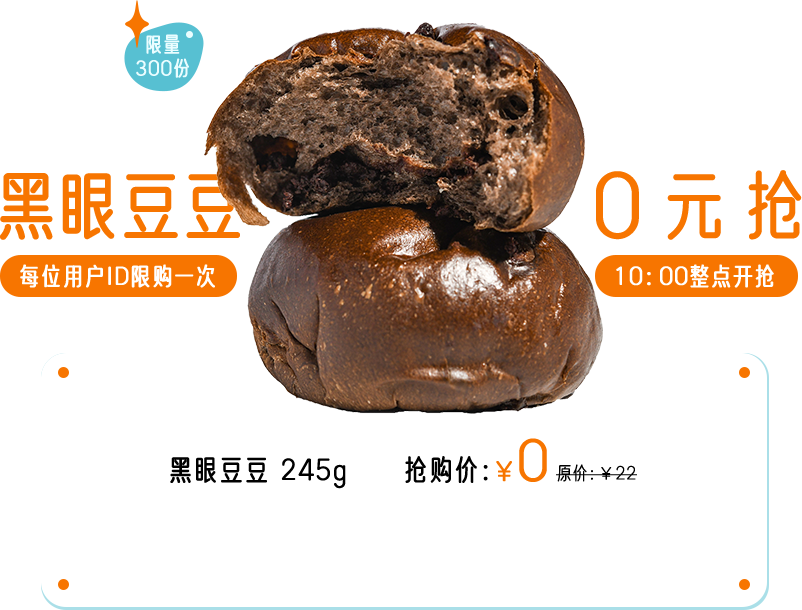 限量
300份
黑眼豆豆
0元抢
每位用户ID限购一次
10:00整点开抢
黑眼豆豆 245g
抢购价:¥0 原价:¥22